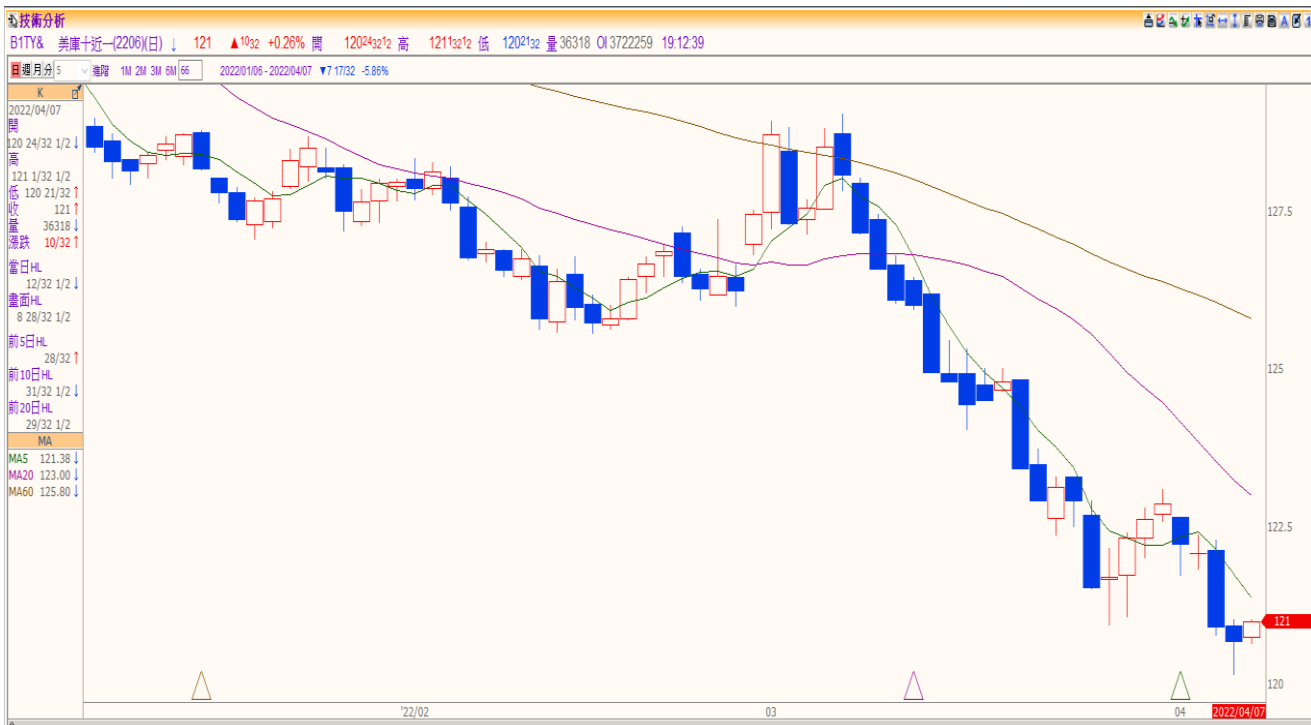 技術分析
B1TY& 美庫十近一(2206)(日) ↓ 121 ▲10/32 +0.26% 開 120 24/32 1/2 高 121 1/32 1/2 低 120 21/32 量 36318 OI 3722259 19:12:39
日 週 月 分 5 進階 1M 2M 3M 6M 66 2022/01/06 - 2022/04/07 ▼7 17/32 -5.86%
K
2022/04/07
開
120 24/32 1/2 ↓
高
121 1/32 1/2
低 120 21/32 ↑
收 121 ↑
量 36318 ↓
漲跌 10/32 ↑
當日HL
12/32 1/2 ↓
畫面HL
8 28/32 1/2
前5日HL
28/32 ↑
前10日HL
31/32 1/2 ↓
前20日HL
29/32 1/2
MA
MA5 121.38 ↓
MA20 123.00 ↓
MA60 125.80 ↓
127.5
125
122.5
121
120
'22/02 03 04 2022/04/07